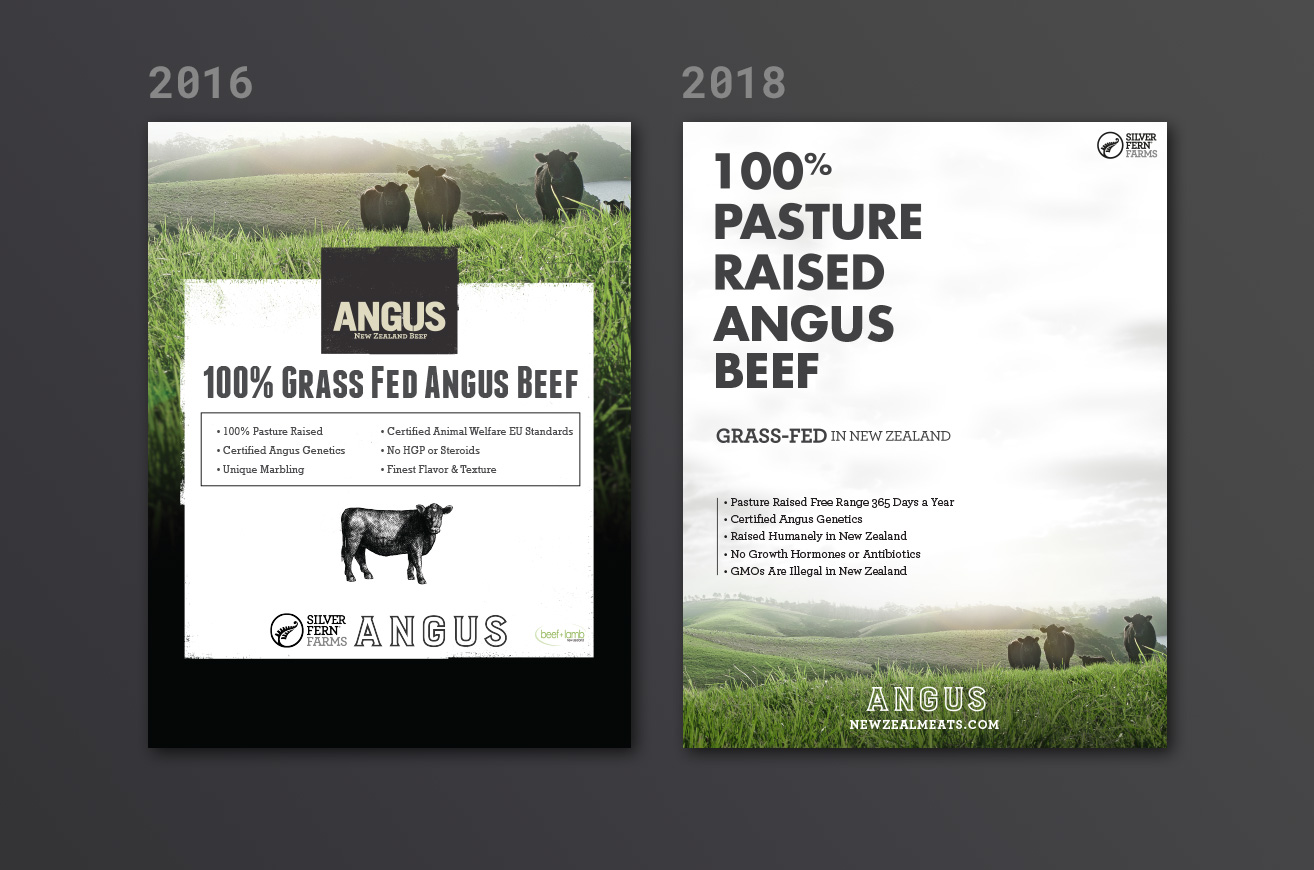 2016
ANGUS
NEW ZEALAND BEEF
100% GRASS FED ANGUS BEEF
• 100% Pasture Raised
• Certified Angus Genetics
• Unique Marbling
• Certified Animal Welfare EU Standards
• No HGP or Steroids
• Finest Flavor & Texture
SILVER
FERN
FARMS
ANGUS
beef+lamb
2018
SILVER
FERN
FARMS
100%
PASTURE
RAISED
ANGUS
BEEF
GRASS-FED IN NEW ZEALAND
• Pasture Raised Free Range 365 Days a Year
• Certified Angus Genetics
• Raised Humanely in New Zealand
• No Growth Hormones or Antibiotics
• GMOs Are Illegal in New Zealand
ANGUS
NEWZEALMEATS.COM